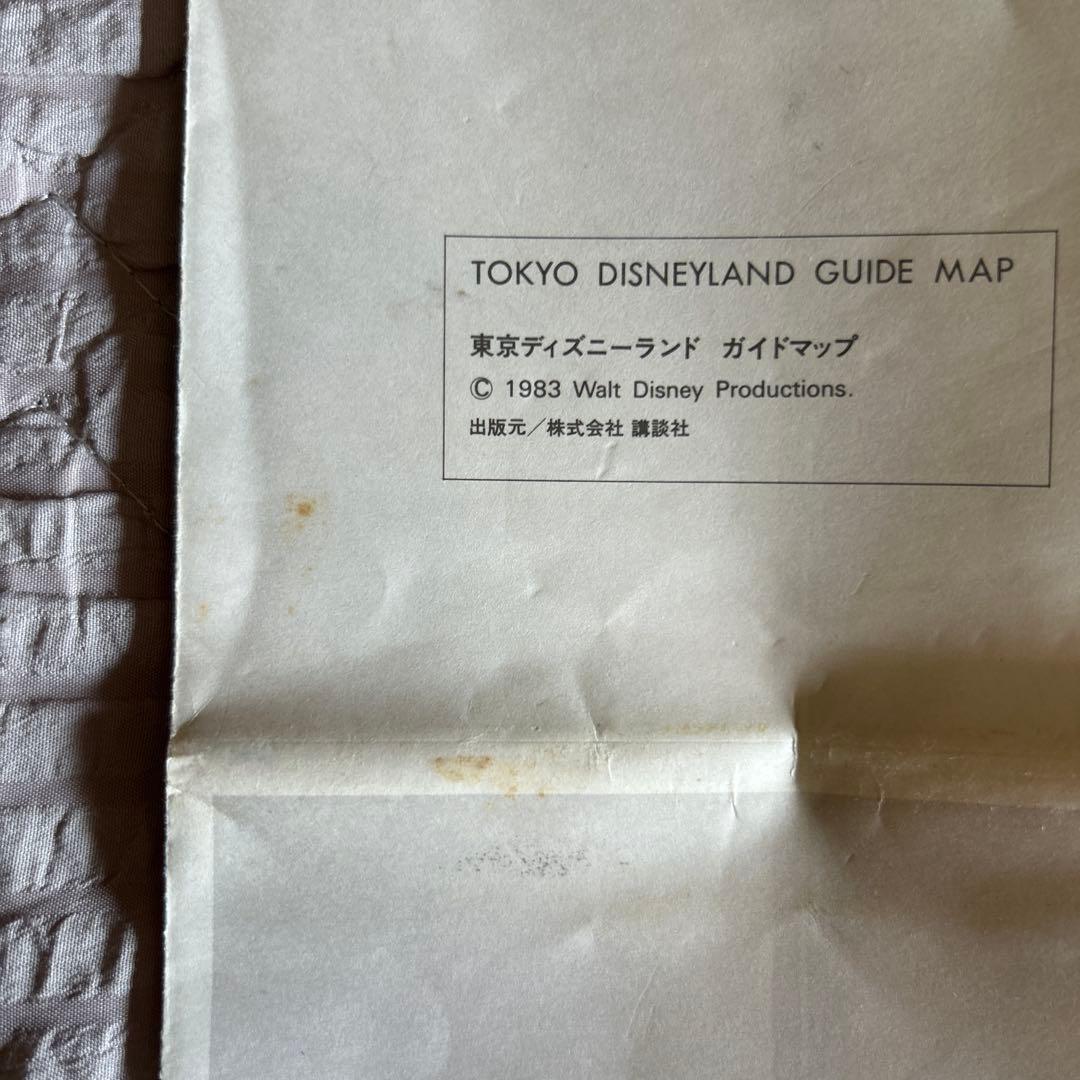 TOKYO DISNEYLAND GUIDE MAP
東京ディズニーランド ガイドマップ
© 1983 Walt Disney Productions.
出版元／株式会社 講談社